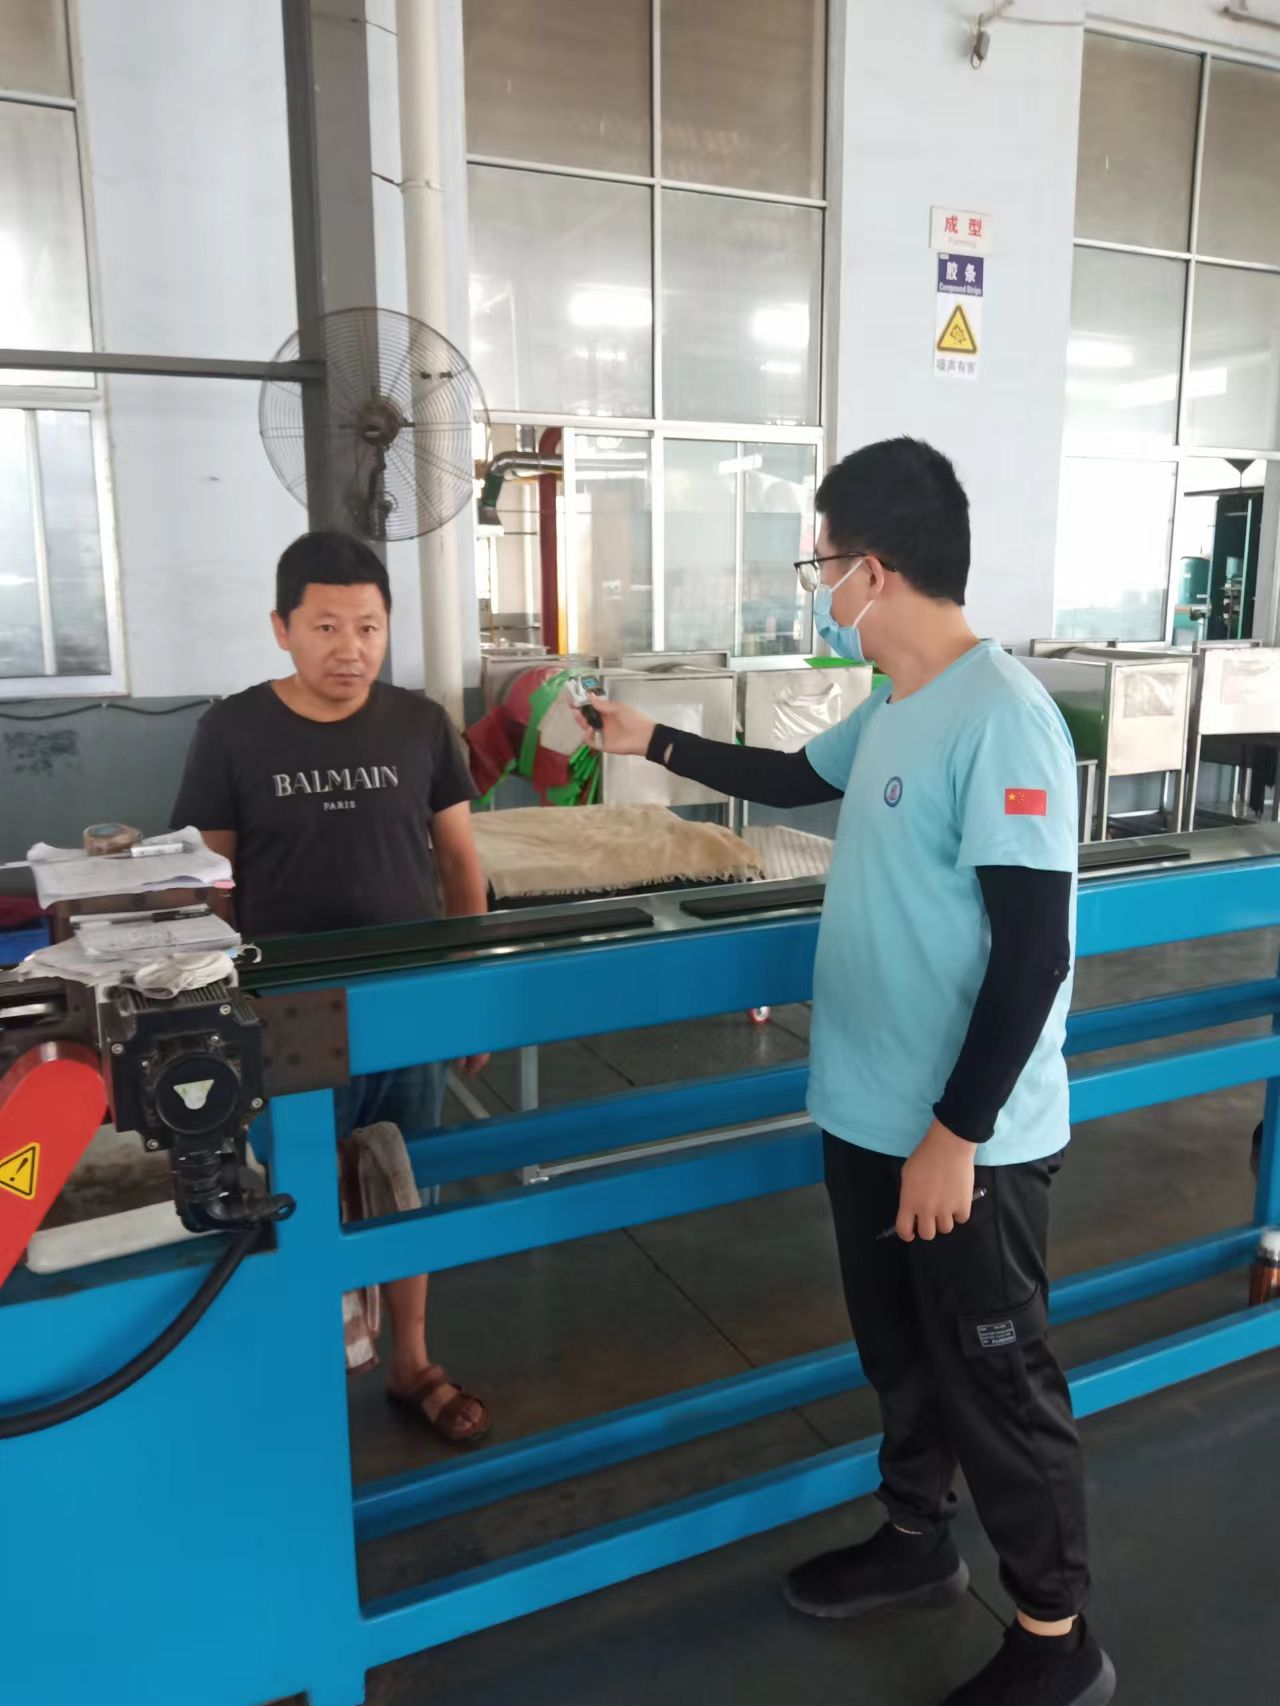 成型
Forming
胶条
Compound Strips
噪声有害
BALMAIN
PARIS